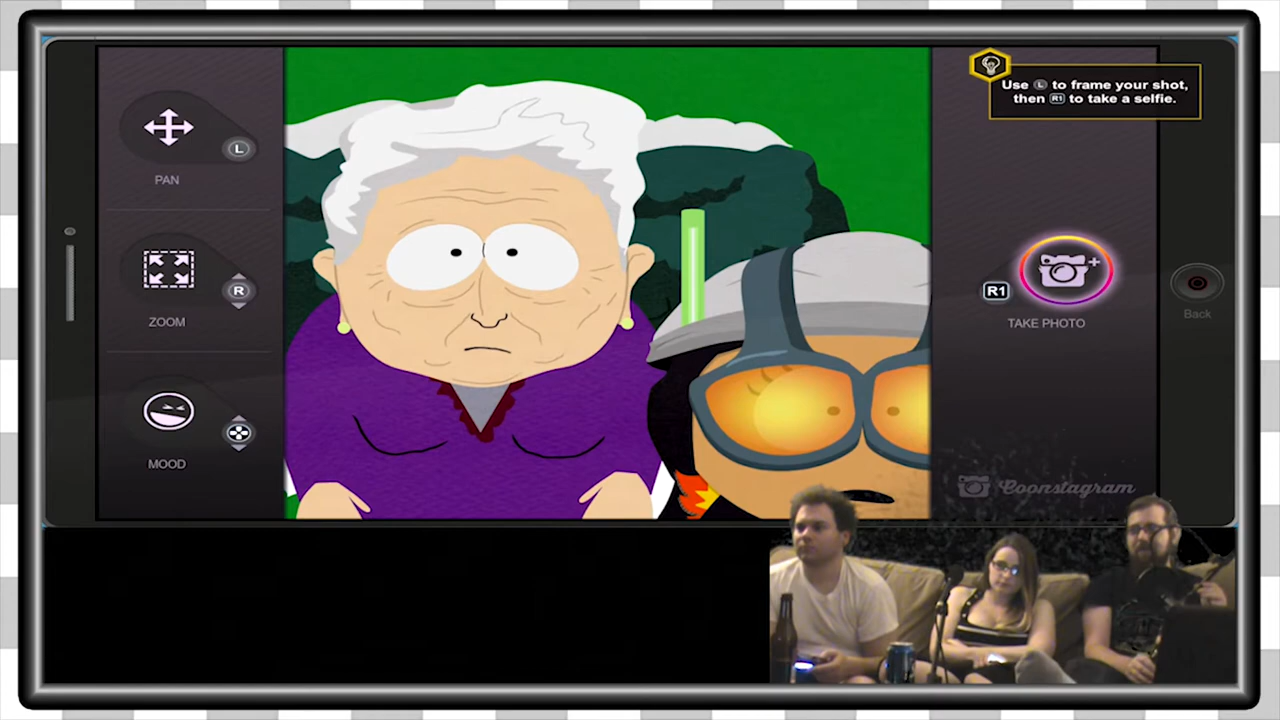 Use L to frame your shot,
then R1 to take a selfie.
L
PAN
R
ZOOM
MOOD
R1
TAKE PHOTO
Back
Coonstagram